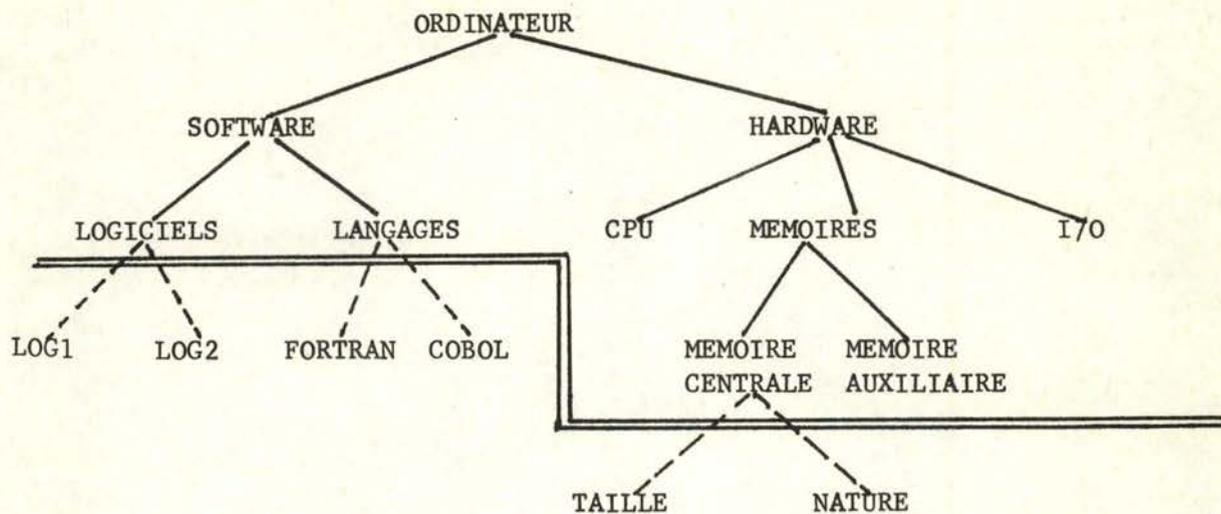 ORDINATEUR
SOFTWARE HARDWARE
LOGICIELS LANGAGES CPU MEMOIRES I/O
LOG1 LOG2 FORTRAN COBOL MEMOIRE MEMOIRE
CENTRALE AUXILIAIRE
TAILLE NATURE